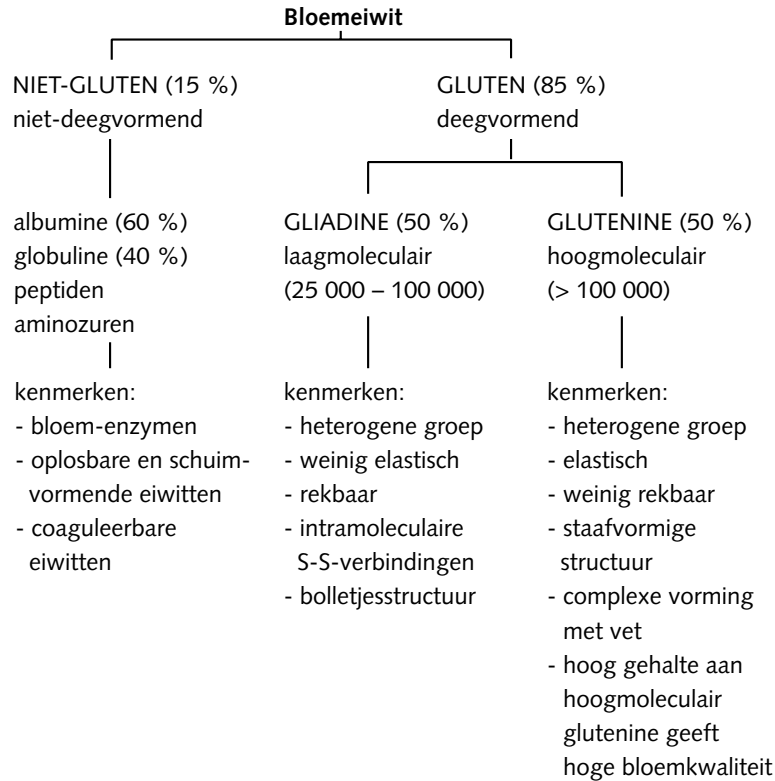 Bloemeiwit
NIET-GLUTEN (15 %)
niet-deegvormend
GLUTEN (85 %)
deegvormend
albumine (60 %)
globuline (40 %)
peptiden
aminozuren
GLIADINE (50 %)
laagmoleculair
(25 000 – 100 000)
GLUTENINE (50 %)
hoogmoleculair
(> 100 000)
kenmerken:
- bloem-enzymen
- oplosbare en schuim-
vormende eiwitten
- coaguleerbare
eiwitten
kenmerken:
- heterogene groep
- weinig elastisch
- rekbaar
- intramoleculaire
S-S-verbindingen
- bolletjesstructuur
kenmerken:
- heterogene groep
- elastisch
- weinig rekbaar
- staafvormige
structuur
- complexe vorming
met vet
- hoog gehalte aan
hoogmoleculair
glutenine geeft
hoge bloemkwaliteit